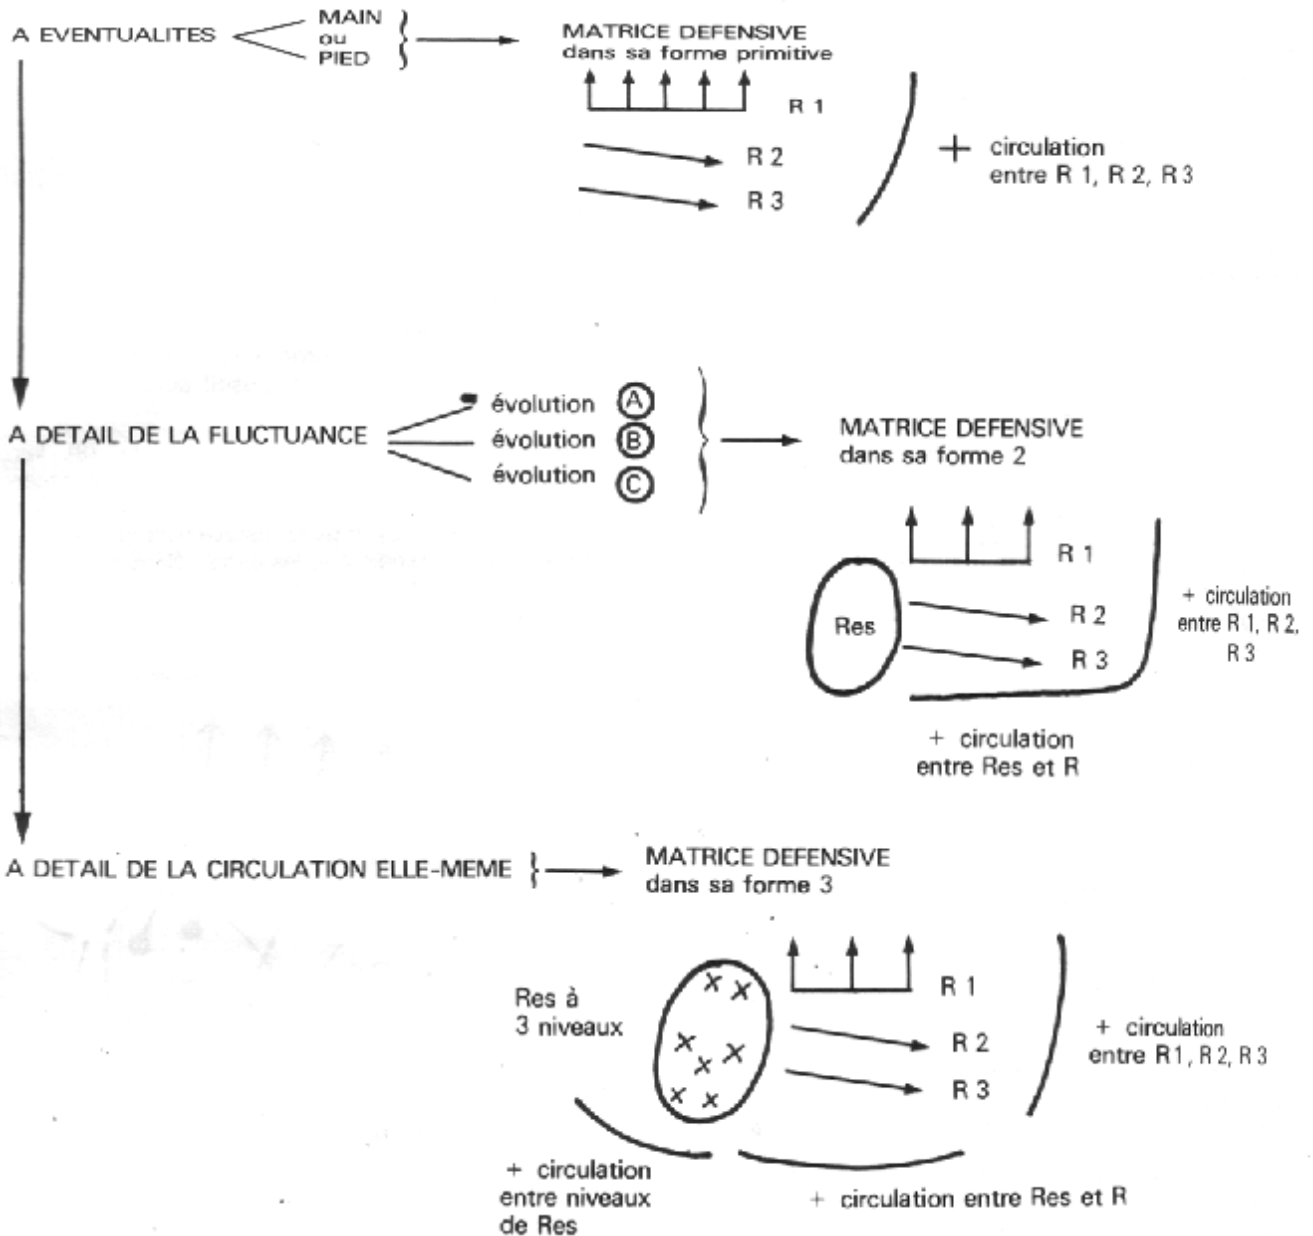 A EVENTUALITES
MAIN
ou
PIED
MATRICE DEFENSIVE
dans sa forme primitive
R 1
R 2
R 3
+ circulation
entre R 1, R 2, R 3
A DETAIL DE LA FLUCTUANCE
évolution A
évolution B
évolution C
MATRICE DEFENSIVE
dans sa forme 2
Res
R 1
R 2
R 3
+ circulation
entre R 1, R 2,
R 3
+ circulation
entre Res et R
A DETAIL DE LA CIRCULATION ELLE-MEME
MATRICE DEFENSIVE
dans sa forme 3
Res à
3 niveaux
R 1
R 2
R 3
+ circulation
entre R1, R2, R3
+ circulation
entre niveaux
de Res
+ circulation entre Res et R